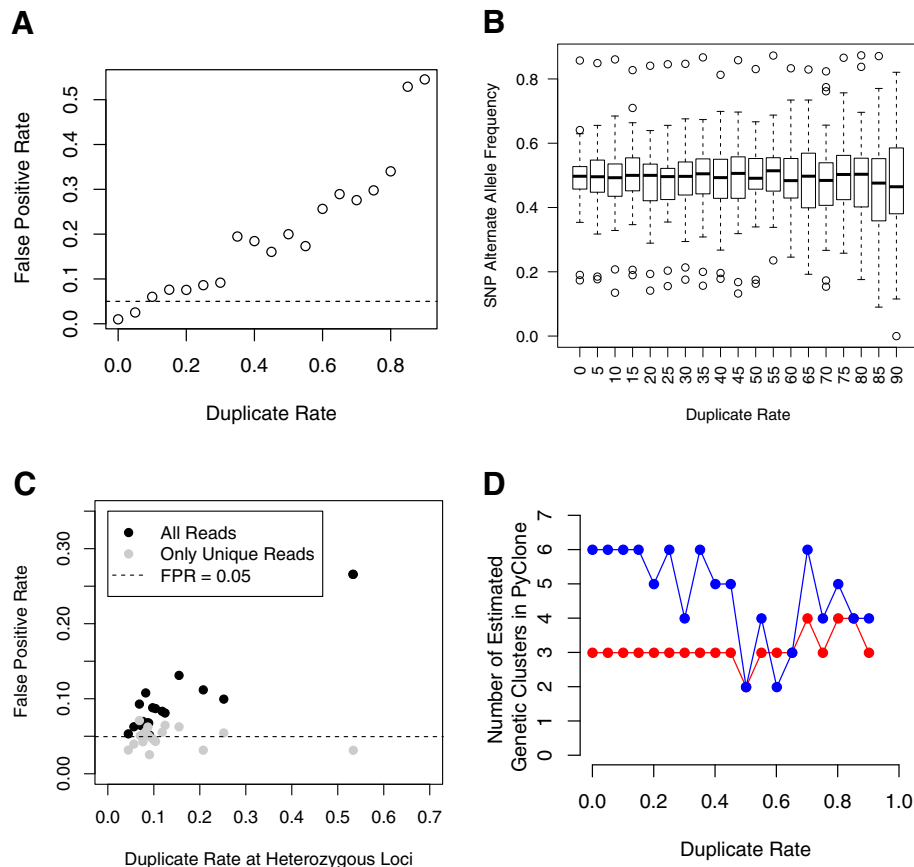 A
False Positive Rate
0.0 0.1 0.2 0.3 0.4 0.5
0.0 0.2 0.4 0.6 0.8
Duplicate Rate
B
SNP Alternate Allele Frequency
0.0 0.2 0.4 0.6 0.8
0 5 10 15 20 25 30 35 40 45 50 55 60 65 70 75 80 85 90
Duplicate Rate
C
All Reads
Only Unique Reads
FPR = 0.05
False Positive Rate
0.00 0.10 0.20 0.30
0.0 0.1 0.2 0.3 0.4 0.5 0.6 0.7
Duplicate Rate at Heterozygous Loci
D
Number of Estimated
Genetic Clusters in PyClone
0 1 2 3 4 5 6 7
0.0 0.2 0.4 0.6 0.8 1.0
Duplicate Rate